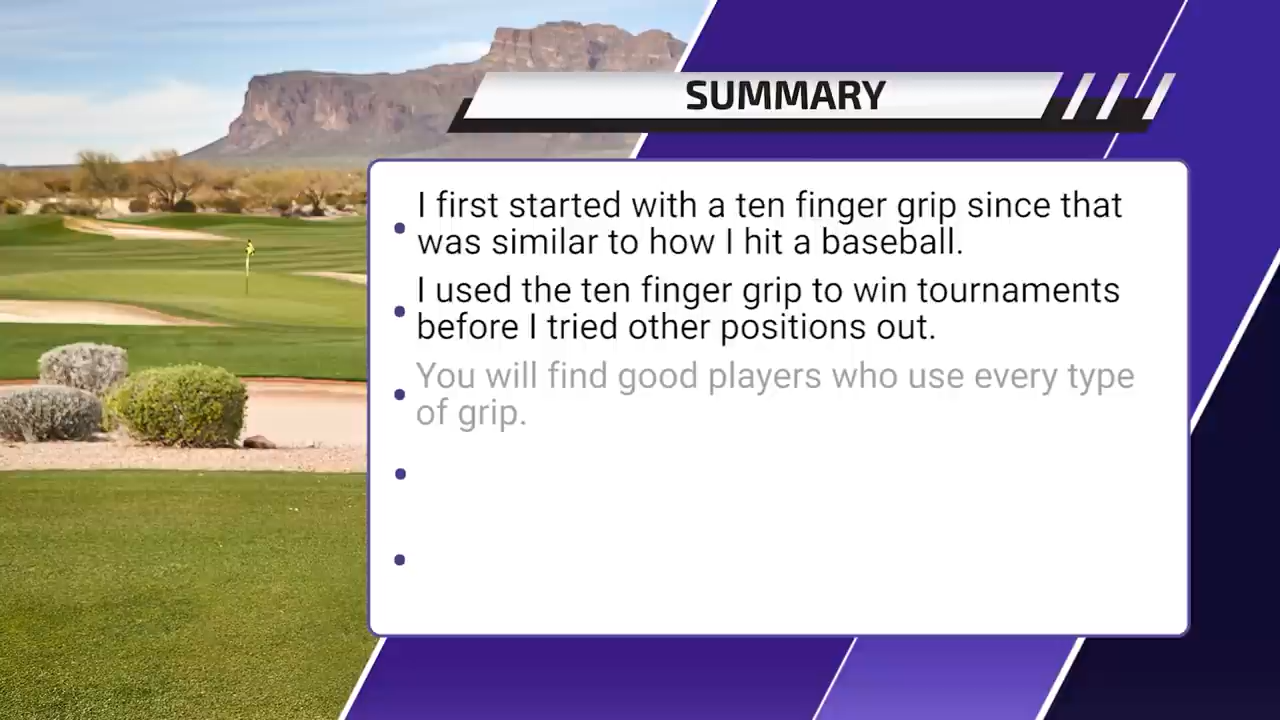 SUMMARY
I first started with a ten finger grip since that
was similar to how I hit a baseball.
I used the ten finger grip to win tournaments
before I tried other positions out.
You will find good players who use every type
of grip.